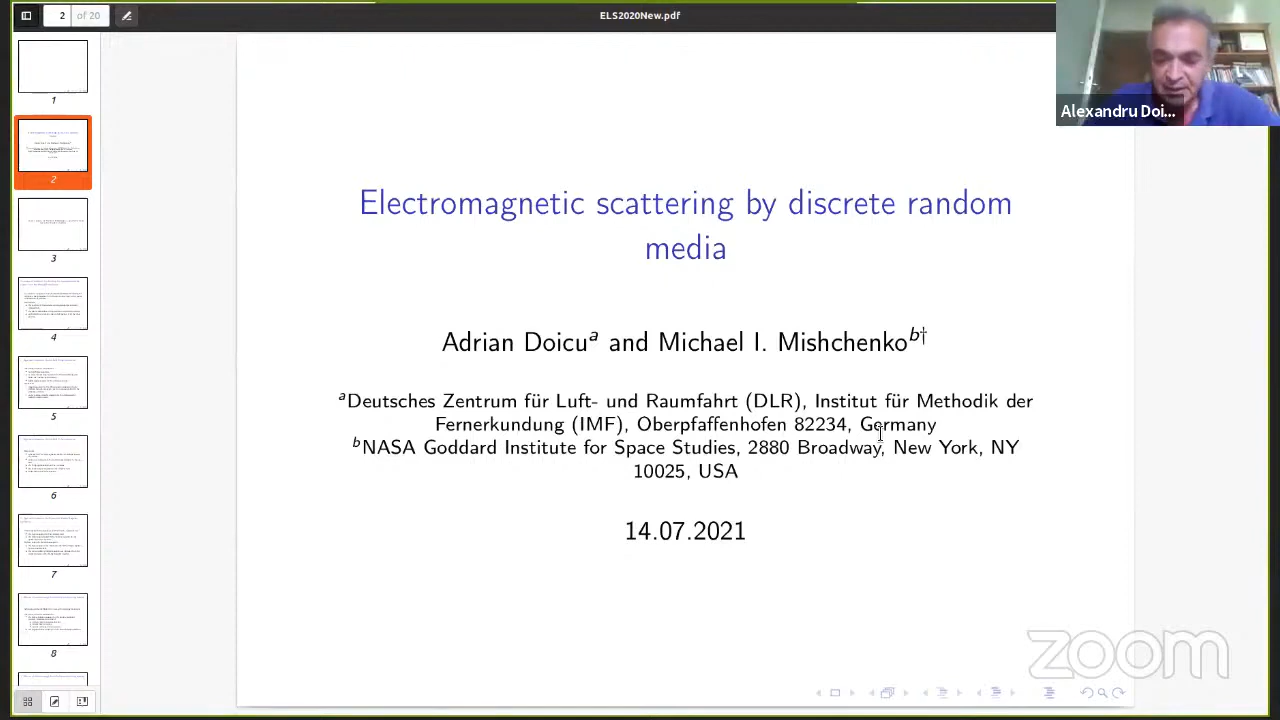 2 of 20
ELS2020New.pdf
Alexandru Doi...
1
2
3
4
5
6
7
8
Electromagnetic scattering by discrete random
media
Adrian Doicuᵃ and Michael I. Mishchenkoᵇ†
ᵃDeutsches Zentrum für Luft- und Raumfahrt (DLR), Institut für Methodik der
Fernerkundung (IMF), Oberpfaffenhofen 82234, Germany
ᵇNASA Goddard Institute for Space Studies, 2880 Broadway, New York, NY
10025, USA
14.07.2021
zoom